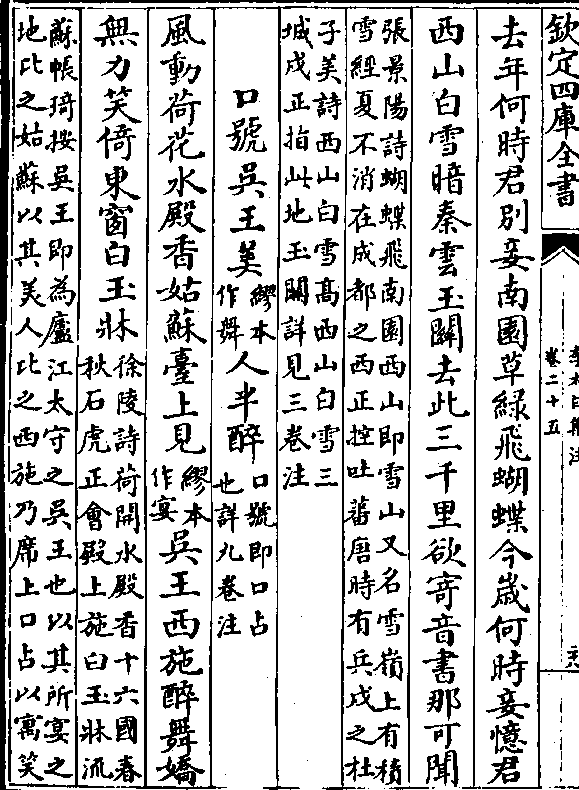 欽定四庫全書
李太白集注
卷二十五
去年何時君別妾南園草綠飛蝴蝶今歳何時妾憶君
西山白雪暗秦雲玉關去此三千里欲寄音書那可聞
張景陽詩蝴蝶飛南園西山即雪山又名雪嶺上有積
雪經夏不消在成都之西正控吐蕃唐時有兵戍之杜
子美詩西山白雪髙西山白雪三
城戍正指此地玉關詳見三卷注
口號吳王美繆本作舞人半醉口號即口占也詳九卷注
風動荷花水殿香姑蘇臺上見繆本作宴吳王西施醉舞嬌
無力笑倚東窗白玉牀徐陵詩荷開水殿香十六國春秋石虎正會殿上施白玉牀流
蘇帳琦按吳王即為廬江太守之吳王也以其所宴之
地比之姑蘇以其美人比之西施乃席上口占以寓笑